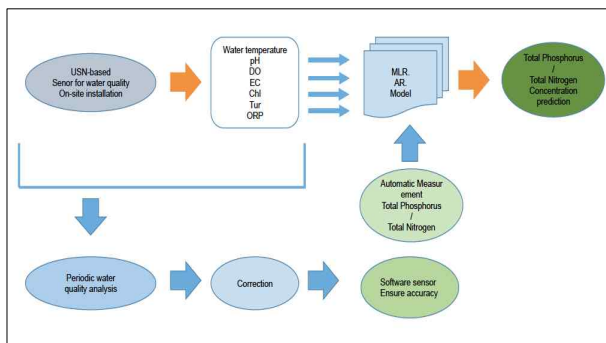 USN-based
Senor for water quality
On-site installation
Water temperature
pH
DO
EC
Chl
Tur
ORP
MLR.
AR.
Model
Total Phosphorus
/
Total Nitrogen
Concentration
prediction
Automatic Measur
ement
Total Phosphorus
/
Total Nitrogen
Periodic water
quality analysis
Correction
Software sensor
Ensure accuracy